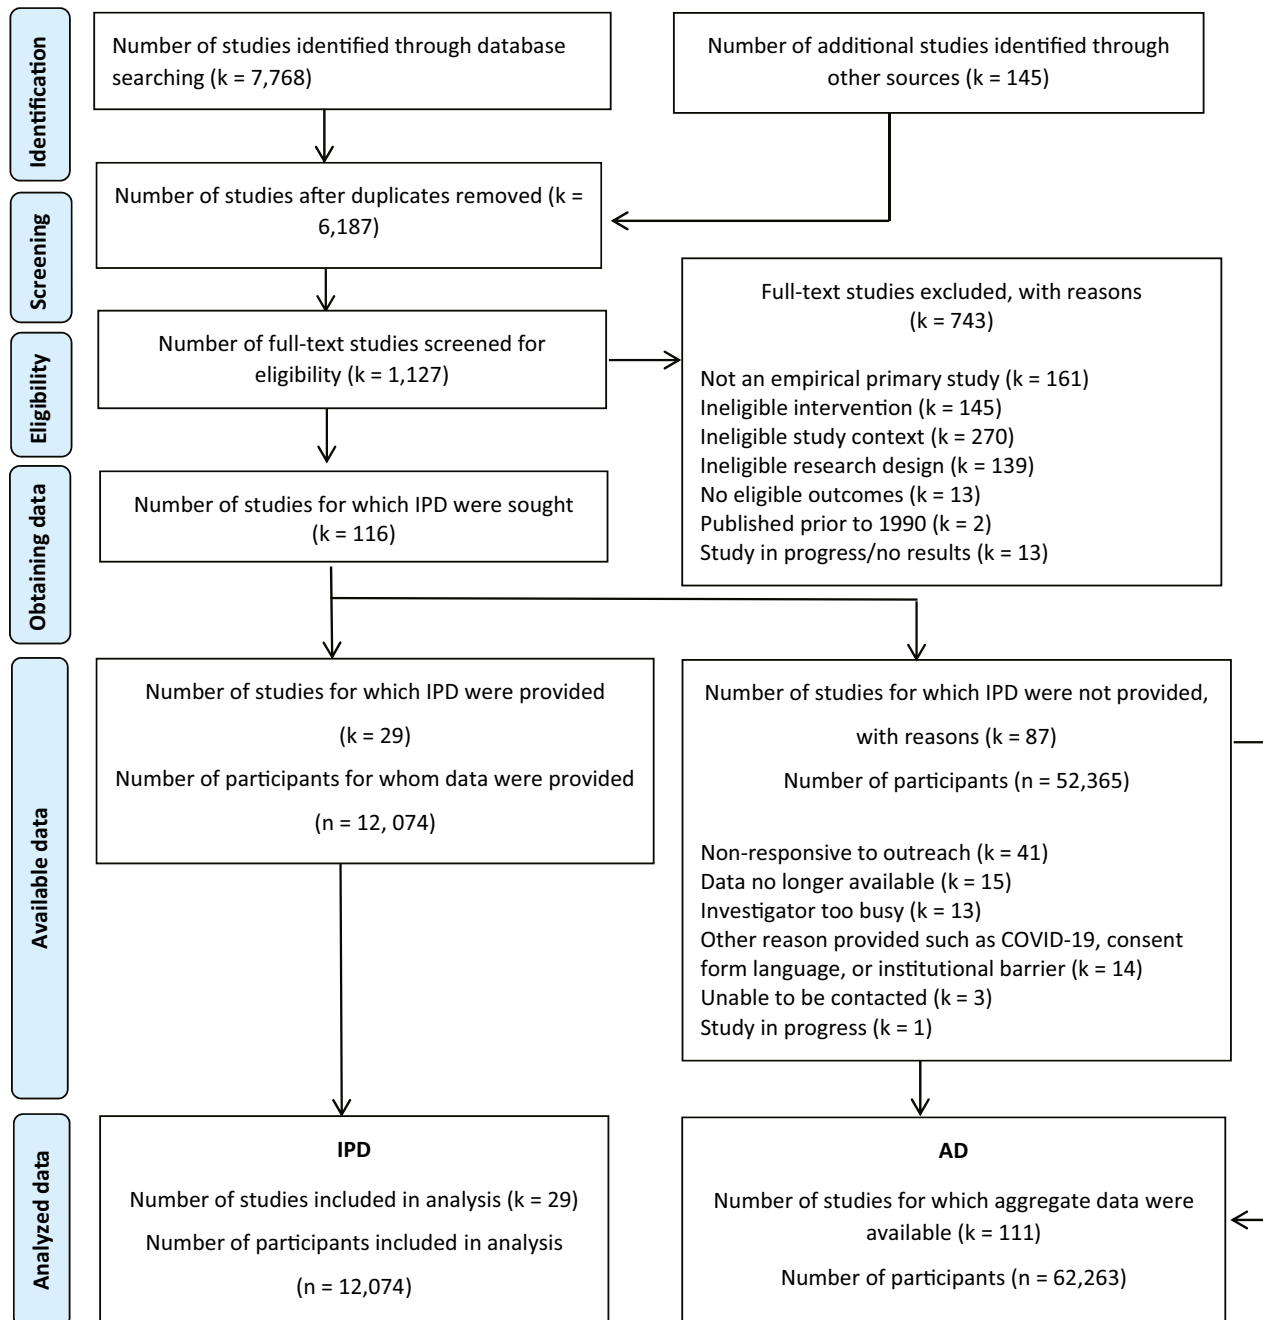 Identification
Number of studies identified through database
searching (k = 7,768)
Number of additional studies identified through
other sources (k = 145)
Number of studies after duplicates removed (k =
6,187)
Screening
Full-text studies excluded, with reasons
(k = 743)
Not an empirical primary study (k = 161)
Ineligible intervention (k = 145)
Ineligible study context (k = 270)
Ineligible research design (k = 139)
No eligible outcomes (k = 13)
Published prior to 1990 (k = 2)
Study in progress/no results (k = 13)
Eligibility
Number of full-text studies screened for
eligibility (k = 1,127)
Obtaining data
Number of studies for which IPD were sought
(k = 116)
Available data
Number of studies for which IPD were provided
(k = 29)
Number of participants for whom data were provided
(n = 12, 074)
Number of studies for which IPD were not provided,
with reasons (k = 87)
Number of participants (n = 52,365)
Non-responsive to outreach (k = 41)
Data no longer available (k = 15)
Investigator too busy (k = 13)
Other reason provided such as COVID-19, consent
form language, or institutional barrier (k = 14)
Unable to be contacted (k = 3)
Study in progress (k = 1)
Analyzed data
IPD
Number of studies included in analysis (k = 29)
Number of participants included in analysis
(n = 12,074)
AD
Number of studies for which aggregate data were
available (k = 111)
Number of participants (n = 62,263)